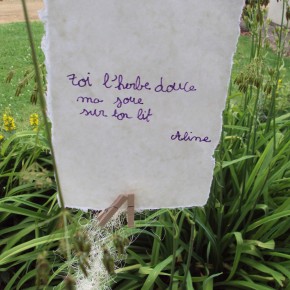 toi l'herbe douce
ma joue
sur ton lit
Aline